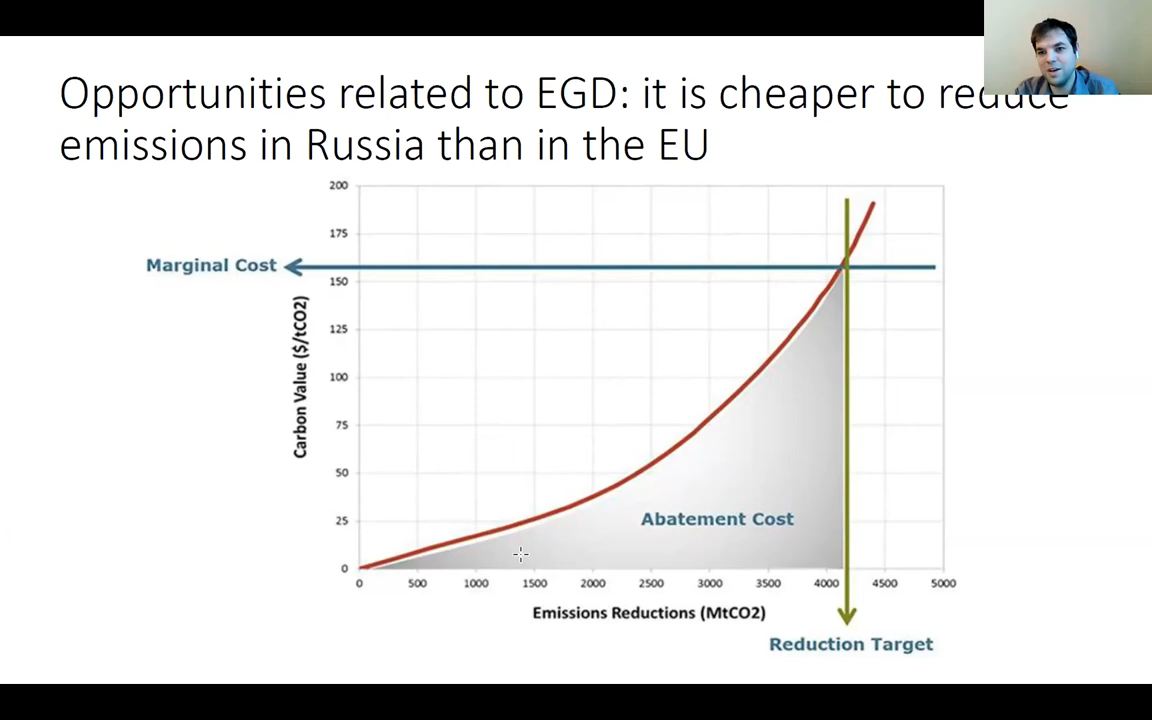 Opportunities related to EGD: it is cheaper to reduce
emissions in Russia than in the EU
200
175
Marginal Cost
150
125
100
75
50
25
0
Carbon Value ($/tCO2)
Abatement Cost
0 500 1000 1500 2000 2500 3000 3500 4000 4500 5000
Emissions Reductions (MtCO2)
Reduction Target